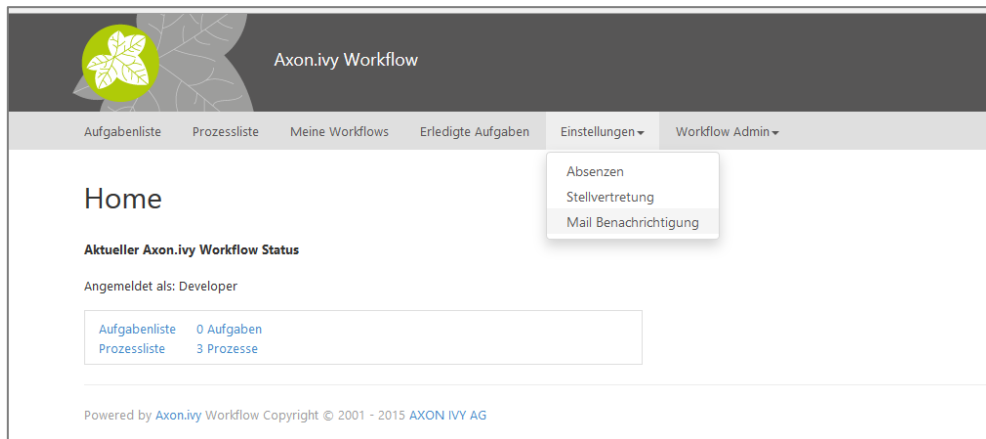 Axon.ivy Workflow
Aufgabenliste Prozessliste Meine Workflows Erledigte Aufgaben Einstellungen Workflow Admin
Absenzen
Stellvertretung
Mail Benachrichtigung
Home
Aktueller Axon.ivy Workflow Status
Angemeldet als: Developer
Aufgabenliste 0 Aufgaben
Prozessliste 3 Prozesse
Powered by Axon.ivy Workflow Copyright © 2001 - 2015 AXON IVY AG